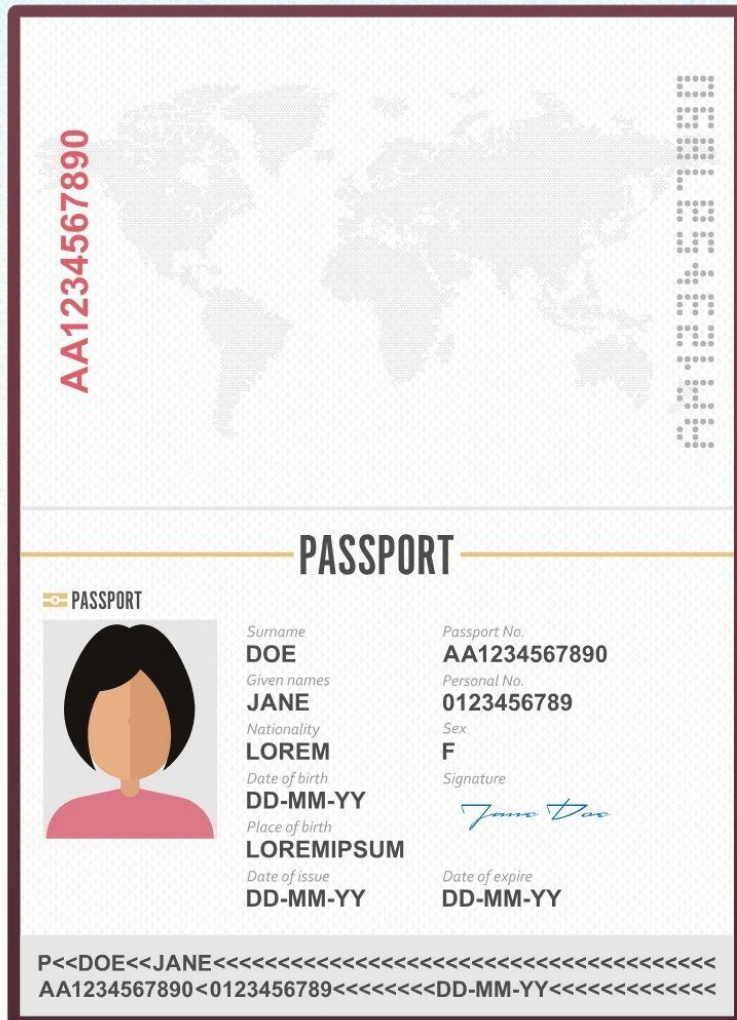 AA1234567890
PASSPORT
PASSPORT
Surname
DOE
Passport No.
AA1234567890
Given names
JANE
Personal No.
0123456789
Nationality
LOREM
Sex
F
Date of birth
DD-MM-YY
Signature
Jane Doe
Place of birth
LOREMIPSUM
Date of issue
DD-MM-YY
Date of expire
DD-MM-YY
P<<DOE<<JANE<<<<<<<<<<<<<<<<<<<<<<<<<<<<<<<<<<<<<<<
AA1234567890<0123456789<<<<<<<<DD-MM-YY<<<<<<<<<<<<<